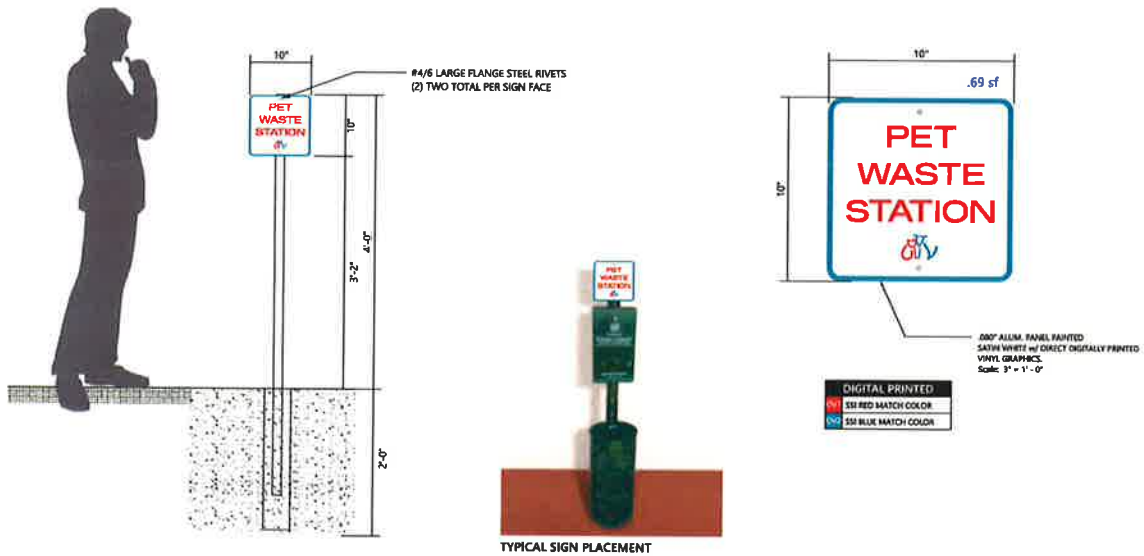 10"
#4/6 LARGE FLANGE STEEL RIVETS
(2) TWO TOTAL PER SIGN FACE
PET
WASTE
STATION
10"
3'-2"
4'-0"
2'-0"
PET
WASTE
STATION
TYPICAL SIGN PLACEMENT
10"
.69 sf
10"
PET
WASTE
STATION
.080" ALUM. PANEL PAINTED
SATIN WHITE w/ DIRECT DIGITALLY PRINTED
VINYL GRAPHICS.
Scale: 3" = 1' - 0"
DIGITAL PRINTED
SSI RED MATCH COLOR
SSI BLUE MATCH COLOR